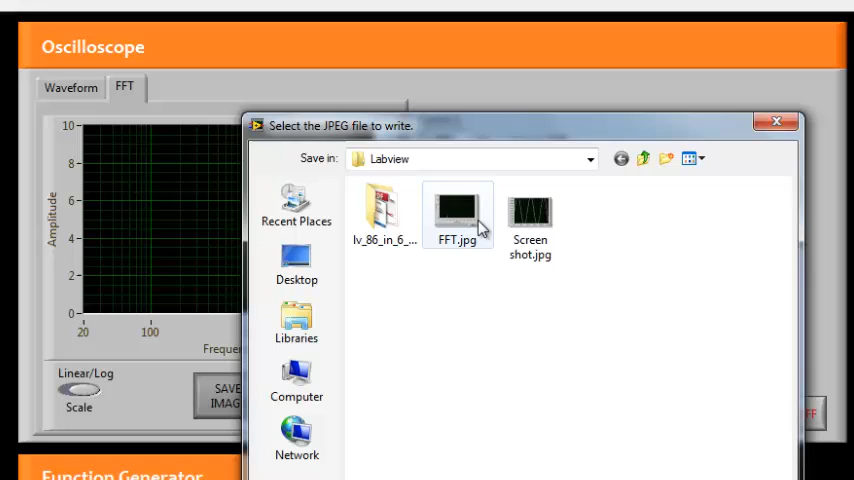 Oscilloscope
Waveform
FFT
Select the JPEG file to write.
Save in:
Labview
Recent Places
Desktop
Libraries
Computer
Network
lv_86_in_6_...
FFT.jpg
Screen
shot.jpg
10
8
6
4
2
0
Amplitude
20
100
Linear/Log
Scale
Function Generator